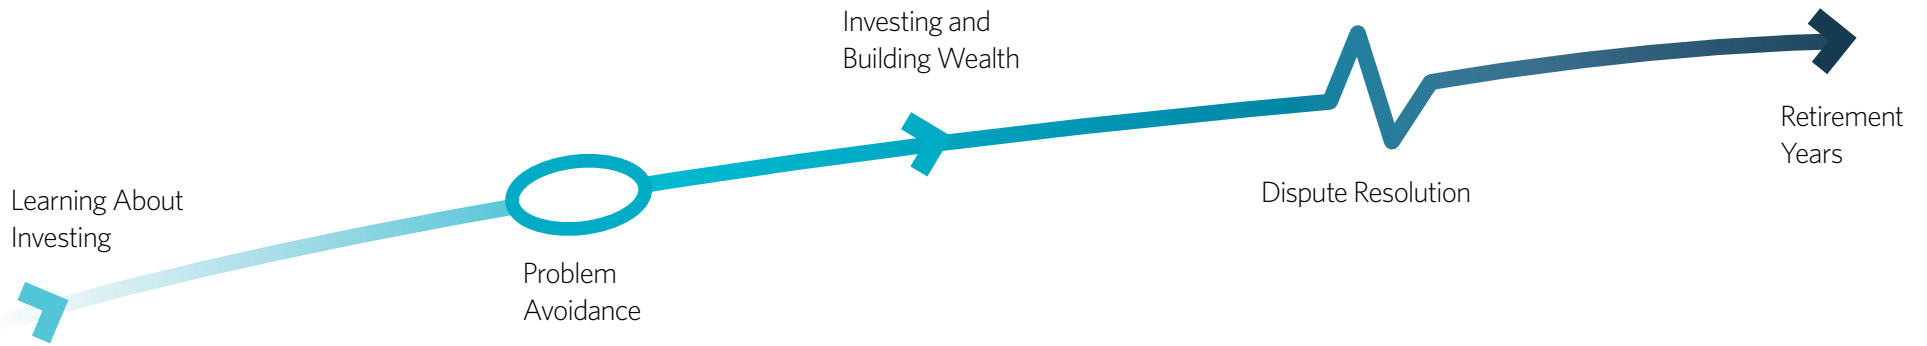 Learning About
Investing
Problem
Avoidance
Investing and
Building Wealth
Dispute Resolution
Retirement
Years